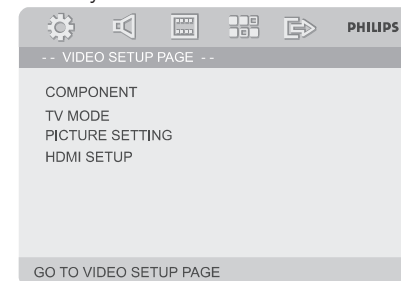 PHILIPS
- - VIDEO SETUP PAGE - -
COMPONENT
TV MODE
PICTURE SETTING
HDMI SETUP
GO TO VIDEO SETUP PAGE